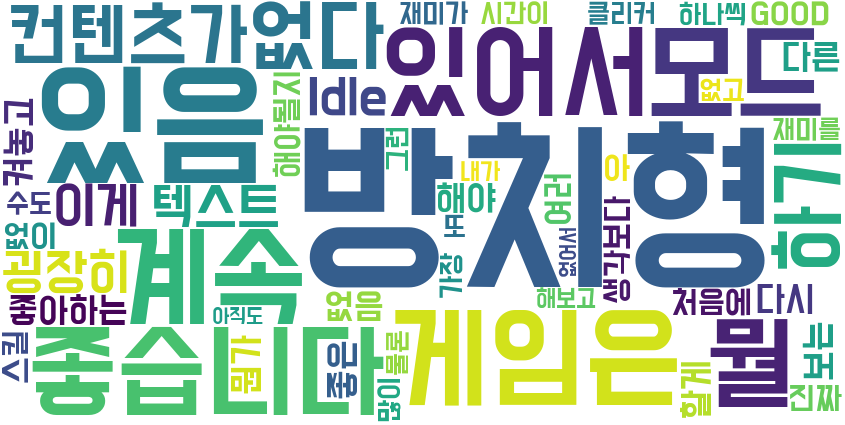 컨텐츠가
없다
재미가
시간이
클리커
하나씩
GOOD
있음
Idle
있어서
모드
다른
없고
켜놓고
해야될지
그런
재미를
방치형
내가
아
하기
수도
이게
텍스트
해야
또
여러
없어서
생각보다
없이
굉장히
계속
가장
좋아하는
아직도
없음
해보고
처음에
다시
스킬
좋습니다
뭔가
좋은
많이
물론
게임은
할게
뭘
보는
진짜